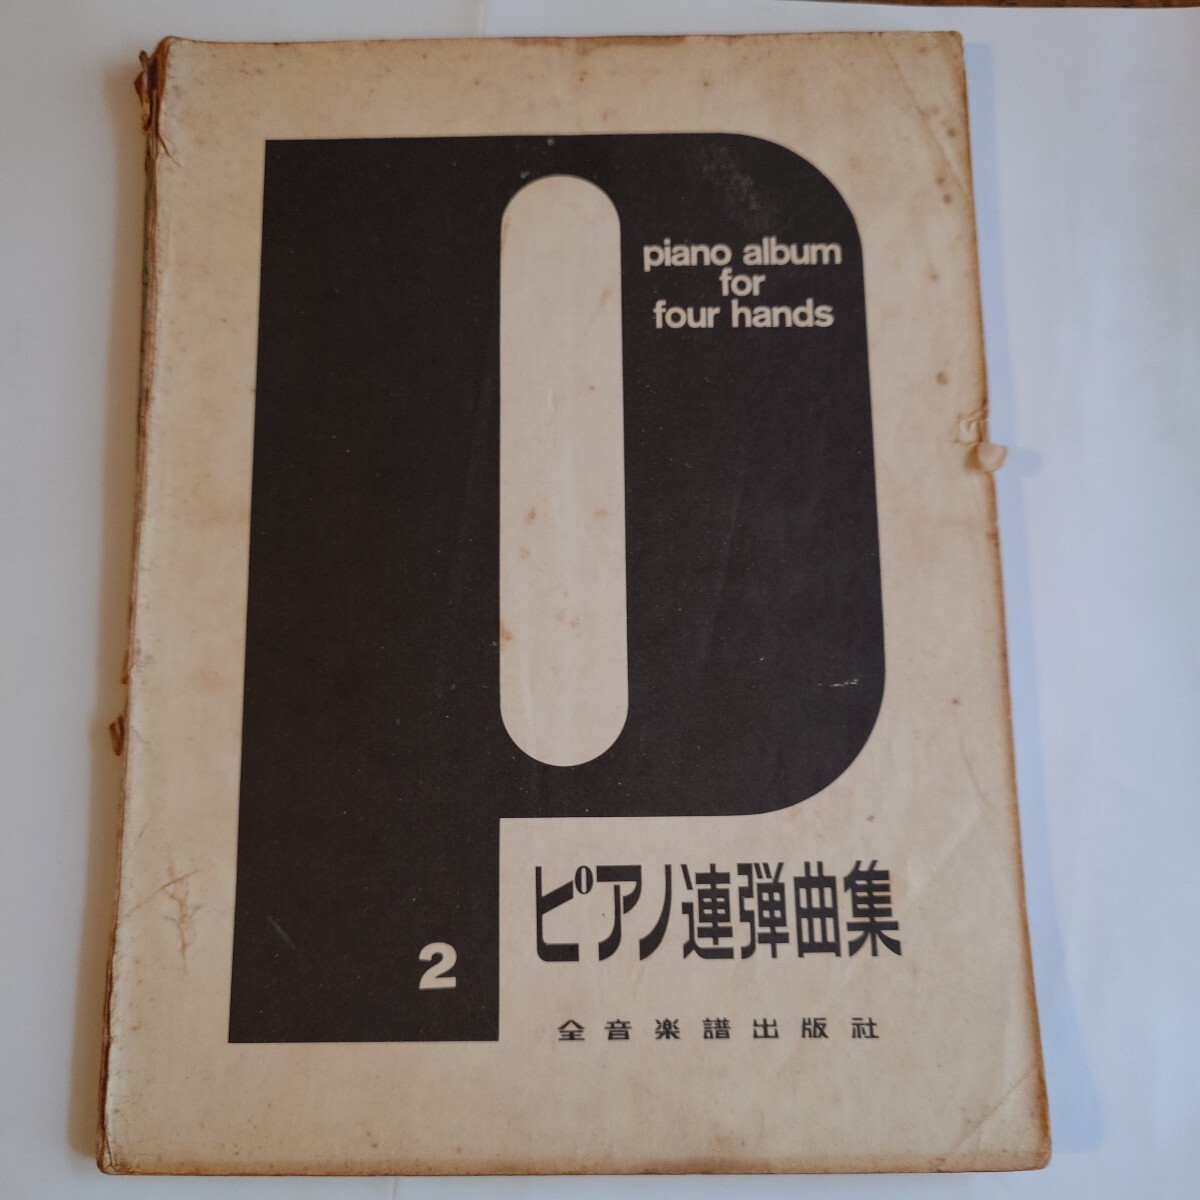 piano album
for
four hands
ピアノ連弾曲集
2
全音楽譜出版社